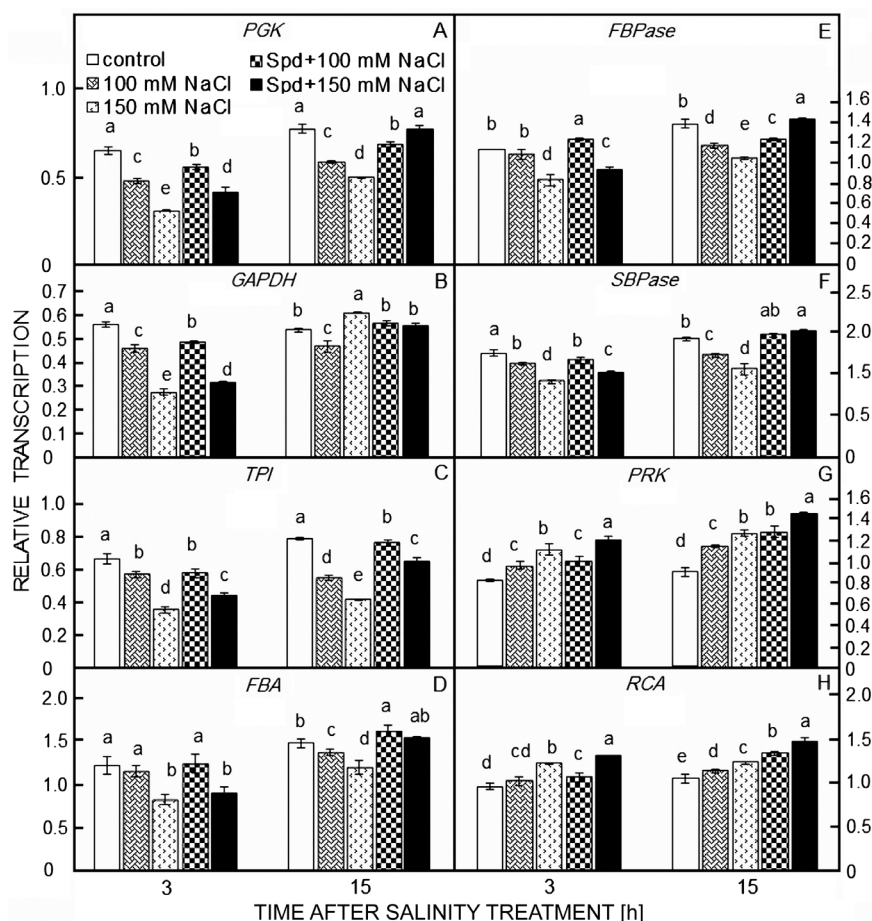 PGK A
control
100 mM NaCl
150 mM NaCl
Spd+100 mM NaCl
Spd+150 mM NaCl
1.0
0.5
0
a c e b d
a c d b a
FBPase E
1.6
1.4
1.2
1.0
0.8
0.6
0.4
0.2
0
b b d a c
b d e c a
GAPDH B
0.7
0.6
0.5
0.4
0.3
0.2
0.1
0
a c e b d
b c a b b
SBPase F
2.5
2.0
1.5
0.5
0
a b d b c
b c d ab a
TPI C
1.0
0.8
0.6
0.4
0.2
0
a b d b c
a d e b c
PRK G
1.6
1.4
1.2
1.0
0.8
0.6
0.4
0.2
0
d c b c a
d c b b a
FBA D
2.0
1.5
1.0
0.5
0
a a b a b
b c d a ab
RCA H
2.0
1.5
1.0
0.5
0
d cd b c a
e d c b a
3 15 3 15
RELATIVE TRANSCRIPTION
TIME AFTER SALINITY TREATMENT [h]